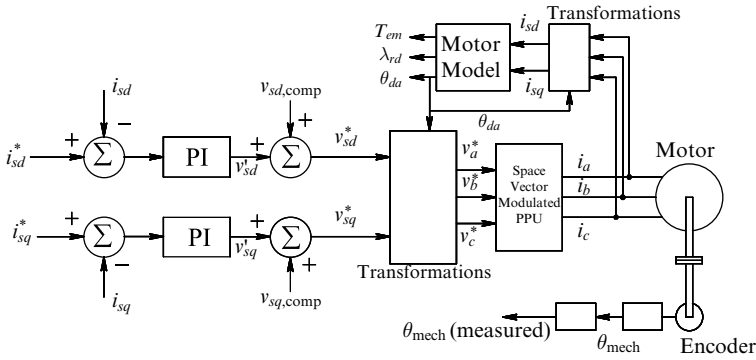 Transformations
T_em
λ_rd
θ_da
Motor
Model
i_sd
i_sq
θ_da
i_sd
v_sd,comp
i*_sd
+
−
Σ
PI
v'_sd
+
+
Σ
v*_sd
i*_sq
+
−
Σ
PI
v'_sq
+
+
Σ
v*_sq
i_sq
v_sq,comp
Transformations
v*_a
v*_b
v*_c
Space
Vector
Modulated
PPU
i_a
i_b
i_c
Motor
θ_mech (measured)
θ_mech
Encoder